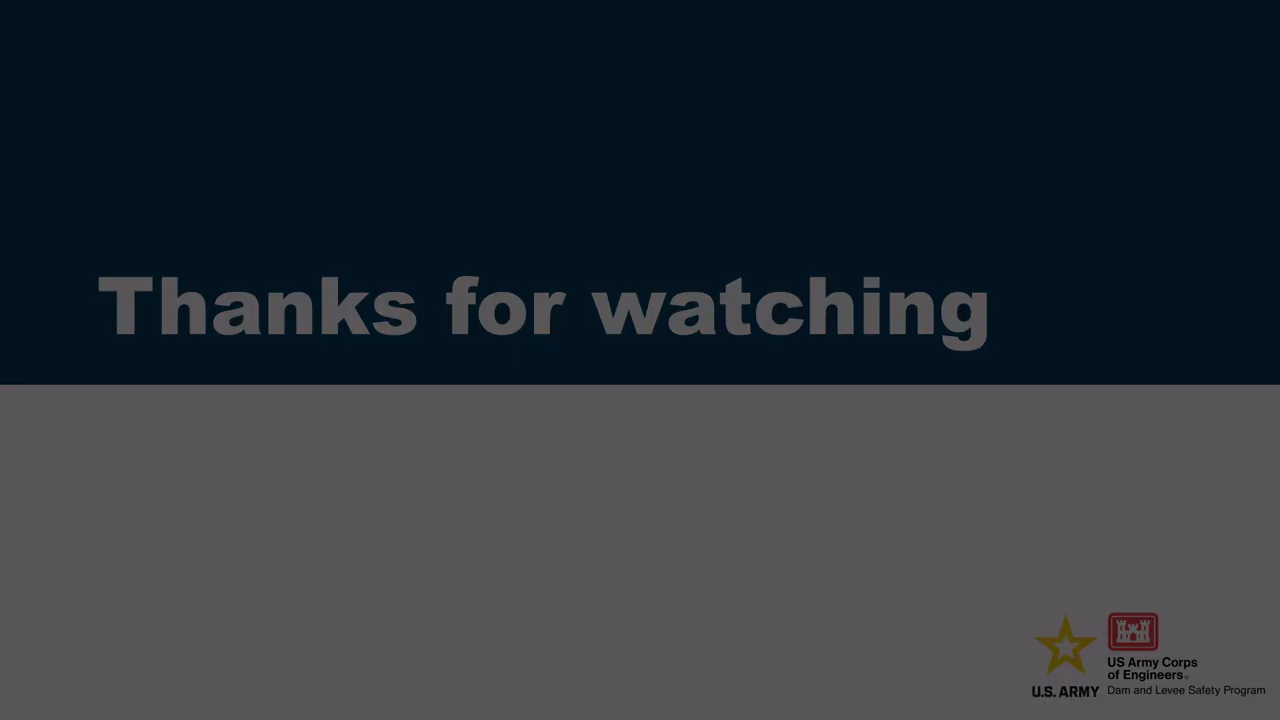 Thanks for watching
U.S. ARMY
US Army Corps
of Engineers®
Dam and Levee Safety Program